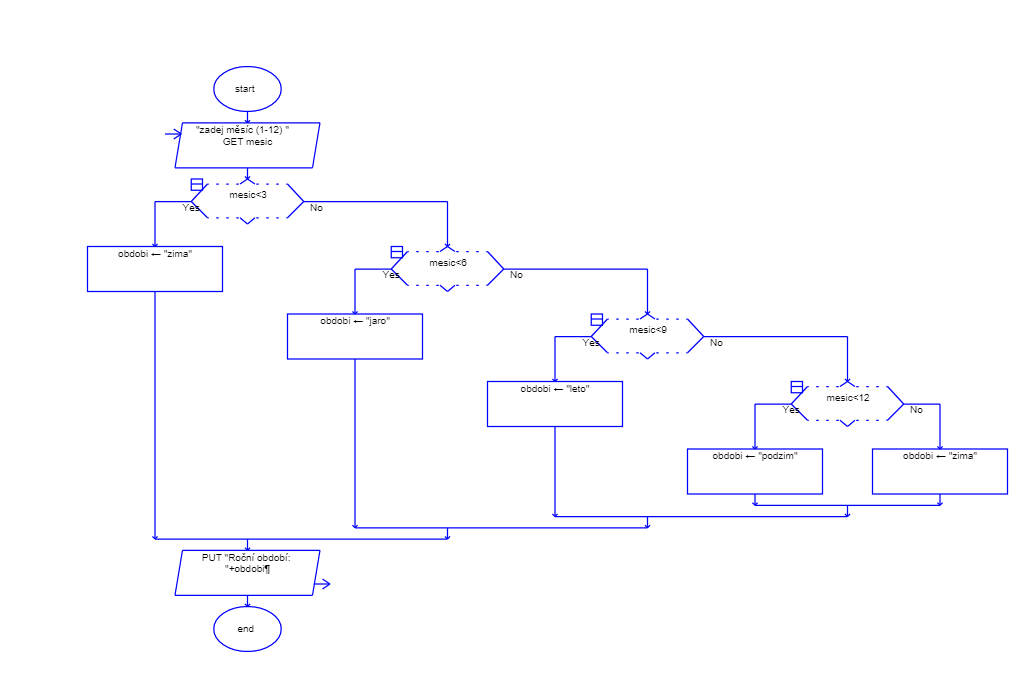 start
"zadej měsíc (1-12) "
GET mesic
mesic<3
Yes
No
obdobi ← "zima"
mesic<6
Yes
No
obdobi ← "jaro"
mesic<9
Yes
No
obdobi ← "leto"
mesic<12
Yes
No
obdobi ← "podzim"
obdobi ← "zima"
PUT "Roční období:
"+obdobi¶
end